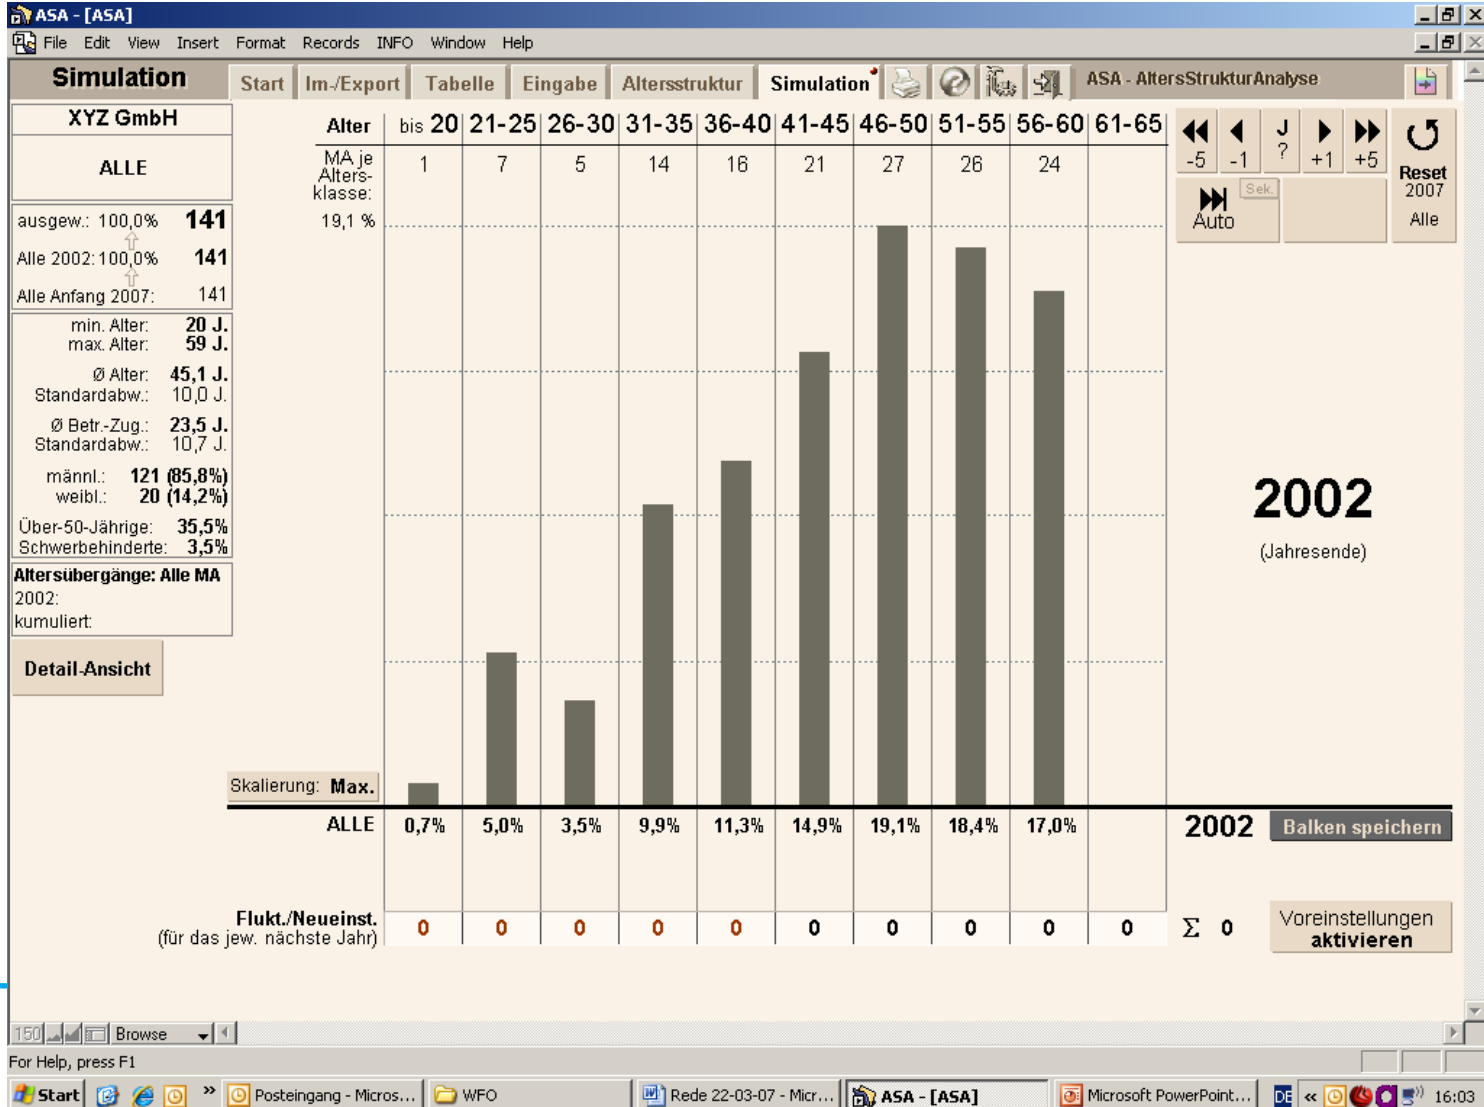 ASA - [ASA]
File Edit View Insert Format Records INFO Window Help
Simulation Start Im-/Export Tabelle Eingabe Altersstruktur Simulation ASA - AltersStrukturAnalyse
XYZ GmbH
ALLE
ausgew.: 100,0% 141
Alle 2002: 100,0% 141
Alle Anfang 2007: 141
min. Alter: 20 J.
max. Alter: 59 J.
Ø Alter: 45,1 J.
Standardabw.: 10,0 J.
Ø Betr.-Zug.: 23,5 J.
Standardabw.: 10,7 J.
männl.: 121 (85,8%)
weibl.: 20 (14,2%)
Über-50-Jährige: 35,5%
Schwerbehinderte: 3,5%
Altersübergänge: Alle MA
2002:
kumuliert:
Detail-Ansicht
Alter bis 20 21-25 26-30 31-35 36-40 41-45 46-50 51-55 56-60 61-65
MA je Alters-klasse: 1 7 5 14 16 21 27 26 24
19,1 %
-5 -1 J ? +1 +5
Reset
2007
Alle
Sek.
Auto
2002
(Jahresende)
Skalierung: Max.
ALLE 0,7% 5,0% 3,5% 9,9% 11,3% 14,9% 19,1% 18,4% 17,0% 2002 Balken speichern
Flukt./Neueinst.
(für das jew. nächste Jahr) 0 0 0 0 0 0 0 0 0 0 Σ 0
Voreinstellungen
aktivieren
150 Browse
For Help, press F1
Start » Posteingang - Micros... WFO Rede 22-03-07 - Micr... ASA - [ASA] Microsoft PowerPoint... DE « 16:03